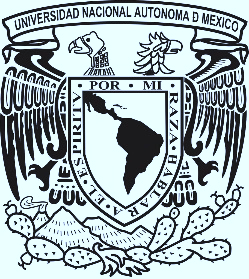 UNIVERSIDAD NACIONAL AUTONOMA D MEXICO
POR · MI · RAZA · HABLARA · EL · ESPIRITU